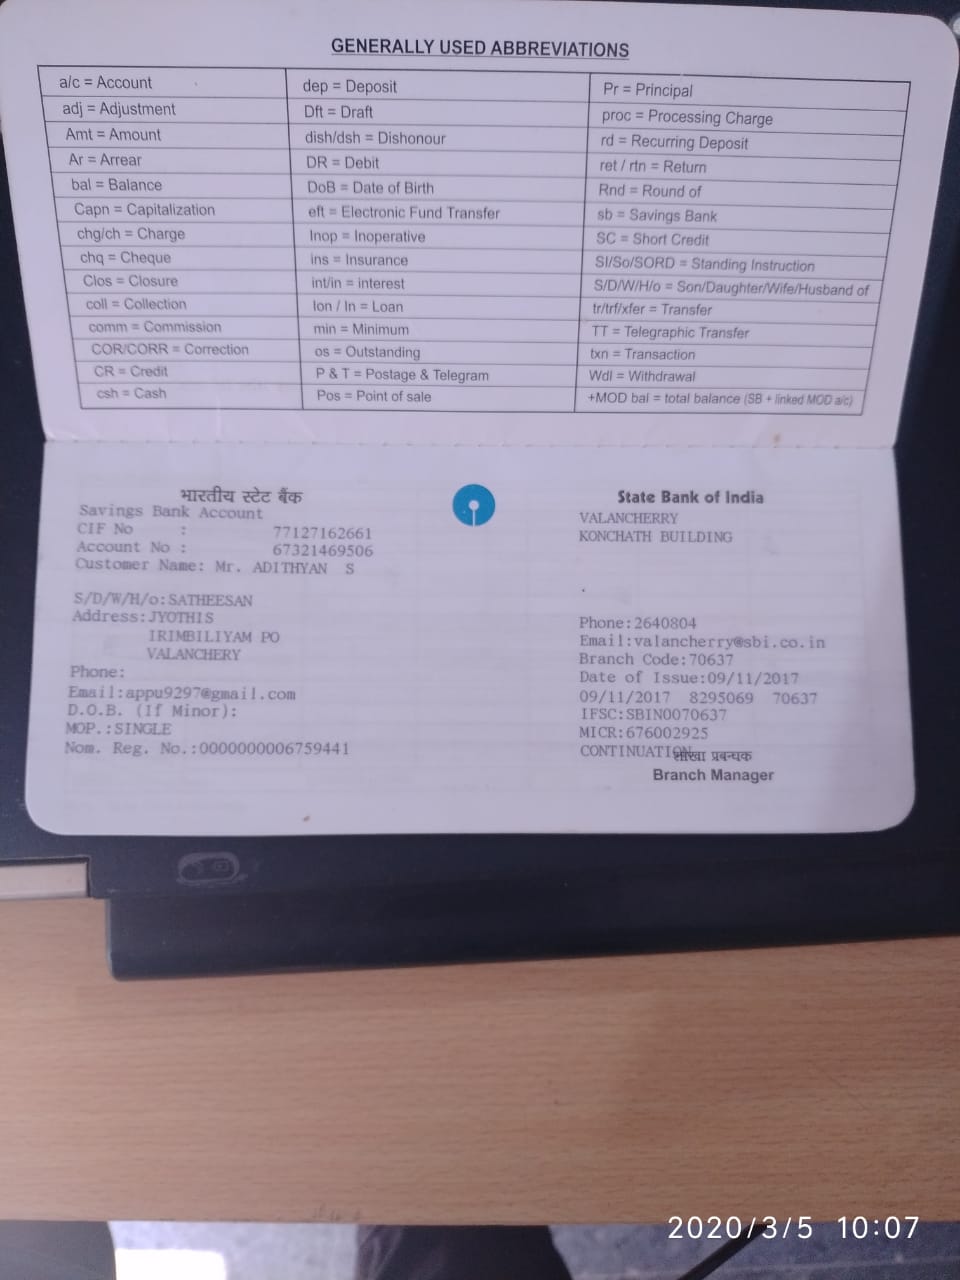 GENERALLY USED ABBREVIATIONS
a/c = Account
adj = Adjustment
Amt = Amount
Ar = Arrear
bal = Balance
Capn = Capitalization
chg/ch = Charge
chq = Cheque
Clos = Closure
coll = Collection
comm = Commission
COR/CORR = Correction
CR = Credit
csh = Cash
dep = Deposit
Dft = Draft
dish/dsh = Dishonour
DR = Debit
DoB = Date of Birth
eft = Electronic Fund Transfer
Inop = Inoperative
ins = Insurance
int/in = interest
lon / ln = Loan
min = Minimum
os = Outstanding
P & T = Postage & Telegram
Pos = Point of sale
Pr = Principal
proc = Processing Charge
rd = Recurring Deposit
ret / rtn = Return
Rnd = Round of
sb = Savings Bank
SC = Short Credit
SI/So/SORD = Standing Instruction
S/D/W/H/o = Son/Daughter/Wife/Husband of
tr/trf/xfer = Transfer
TT = Telegraphic Transfer
txn = Transaction
Wdl = Withdrawal
+MOD bal = total balance (SB + linked MOD a/c)
भारतीय स्टेट बैंक
Savings Bank Account
CIF No : 77127162661
Account No : 67321469506
Customer Name: Mr. ADITHYAN S
S/D/W/H/o: SATHEESAN
Address: JYOTHIS
IRIMBILIYAM PO
VALANCHERY
Phone:
Email:appu9297@gmail.com
D.O.B. (If Minor):
MOP.:SINGLE
Nom. Reg. No.:0000000006759441
State Bank of India
VALANCHERRY
KONCHATH BUILDING
Phone:2640804
Email:valancherry@sbi.co.in
Branch Code:70637
Date of Issue:09/11/2017
09/11/2017 8295069 70637
IFSC:SBIN0070637
MICR:676002925
CONTINUATION
शाखा प्रबन्धक
Branch Manager
2020/3/5 10:07